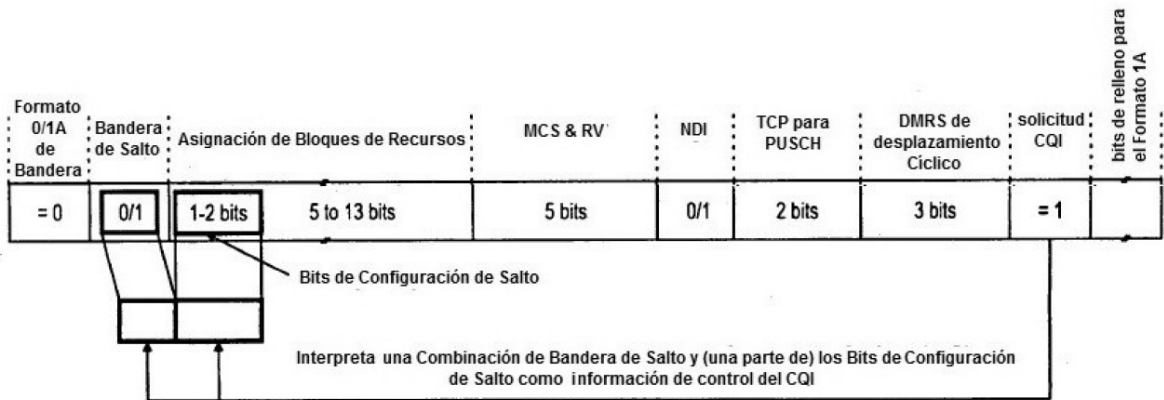 Formato
0/1A
de
Bandera
Bandera
de Salto
Asignación de Bloques de Recursos
MCS & RV
NDI
TCP para
PUSCH
DMRS de
desplazamiento
Cíclico
solicitud
CQI
bits de relleno para
el Formato 1A
= 0
0/1
1-2 bits
5 to 13 bits
5 bits
0/1
2 bits
3 bits
= 1
Bits de Configuración de Salto
Interpreta una Combinación de Bandera de Salto y (una parte de) los Bits de Configuración
de Salto como información de control del CQI